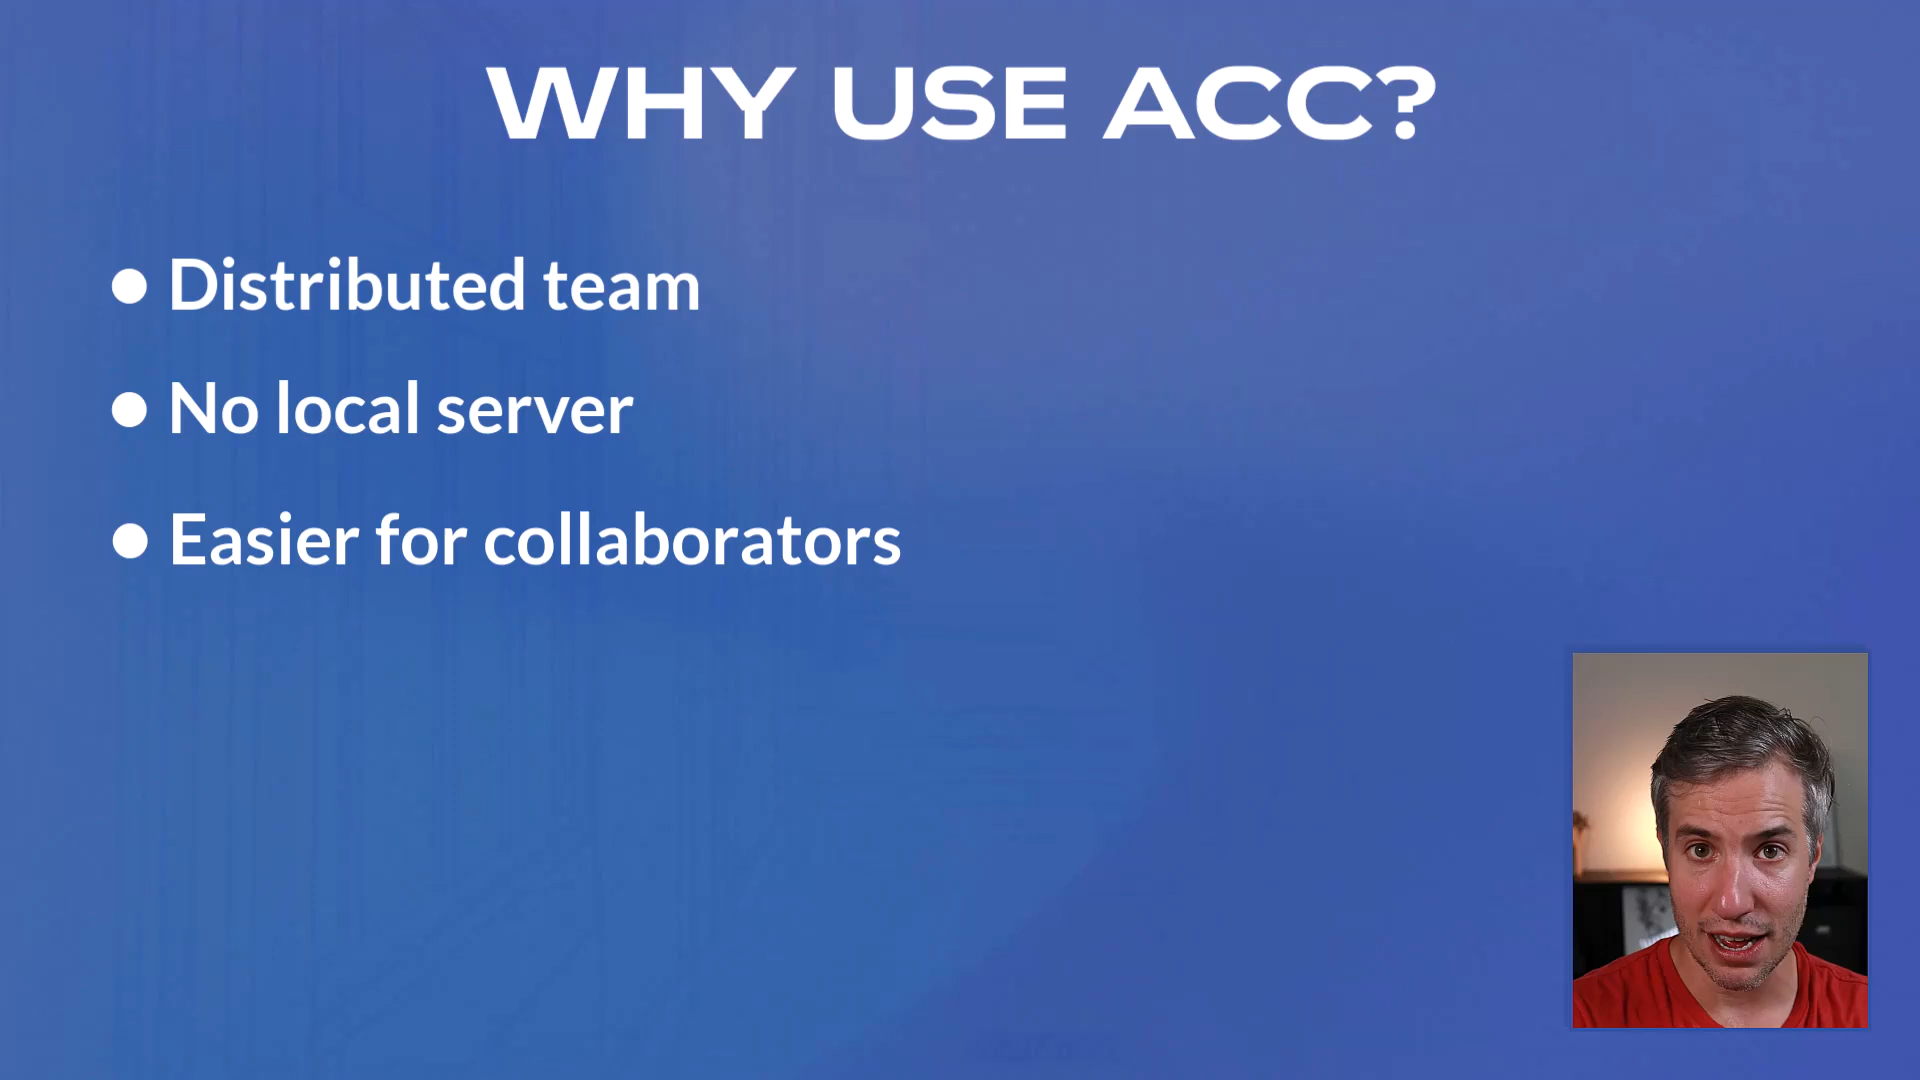 WHY USE ACC?
• Distributed team
• No local server
• Easier for collaborators